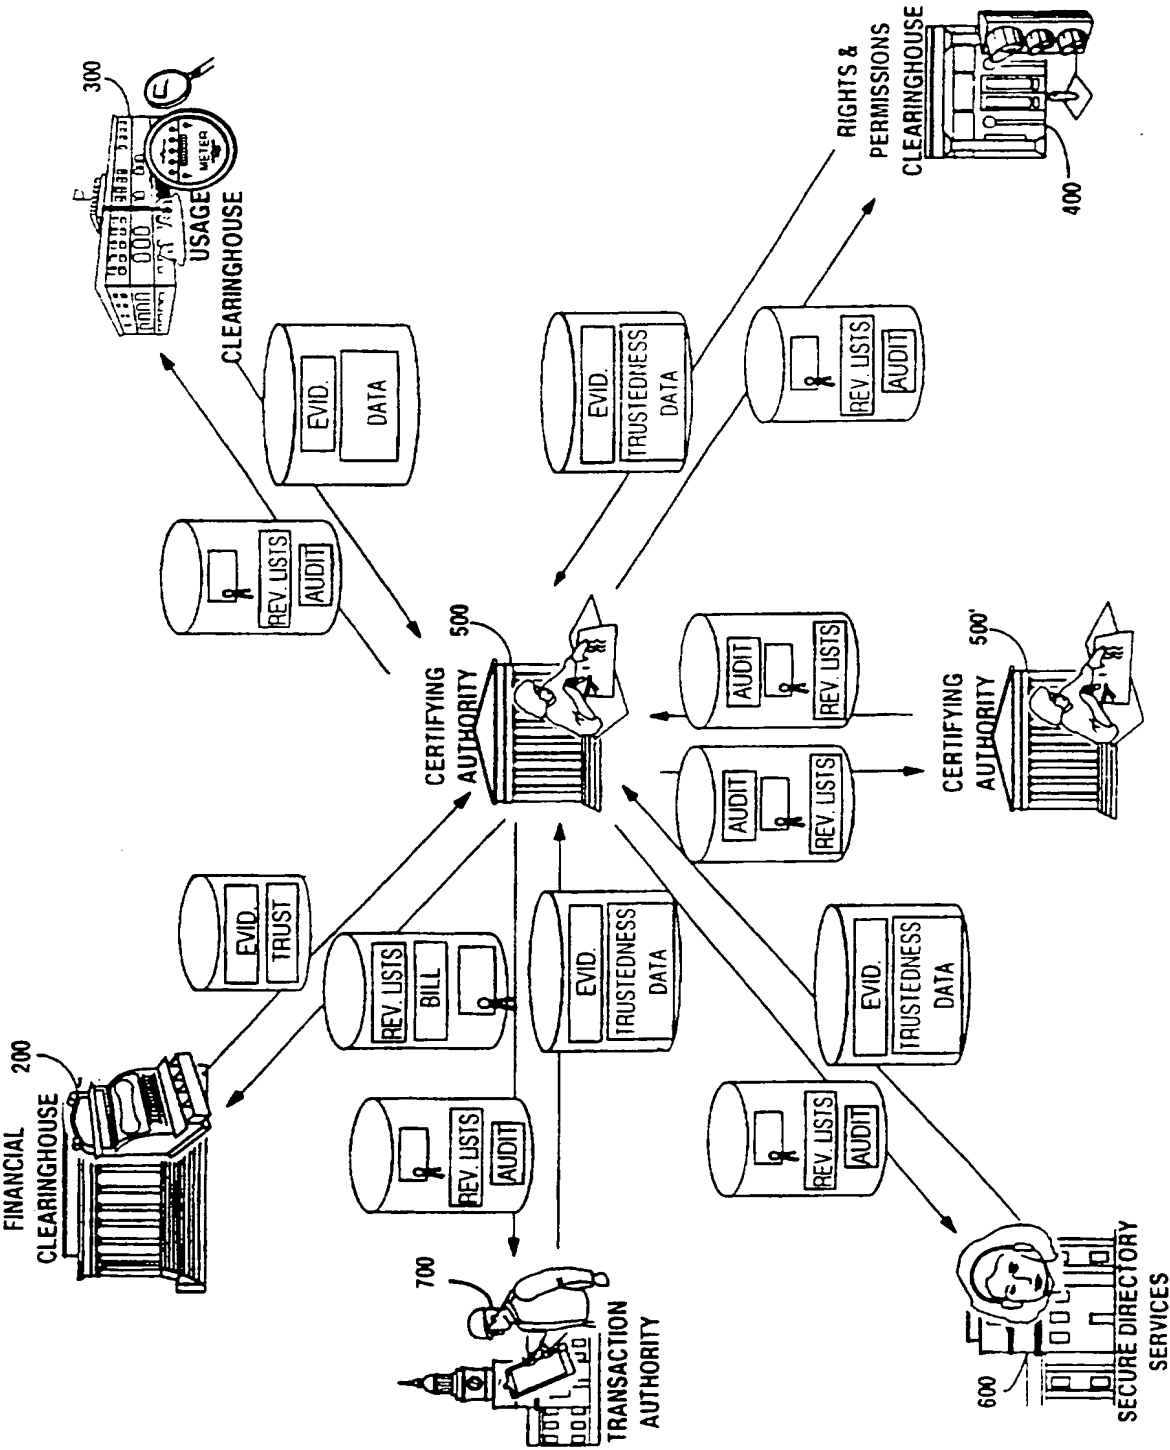 FINANCIAL
CLEARINGHOUSE
200
300
METER
USAGE
CLEARINGHOUSE
EVID.
TRUST
REV. LISTS
AUDIT
EVID.
DATA
REV. LISTS
BILL
700
REV. LISTS
AUDIT
CERTIFYING
AUTHORITY
500
EVID.
TRUSTEDNESS
DATA
EVID.
TRUSTEDNESS
DATA
TRANSACTION
AUTHORITY
AUDIT
REV. LISTS
AUDIT
REV. LISTS
REV. LISTS
AUDIT
RIGHTS &
PERMISSIONS
CLEARINGHOUSE
400
REV. LISTS
AUDIT
EVID.
TRUSTEDNESS
DATA
CERTIFYING
AUTHORITY
500'
600
SECURE DIRECTORY
SERVICES